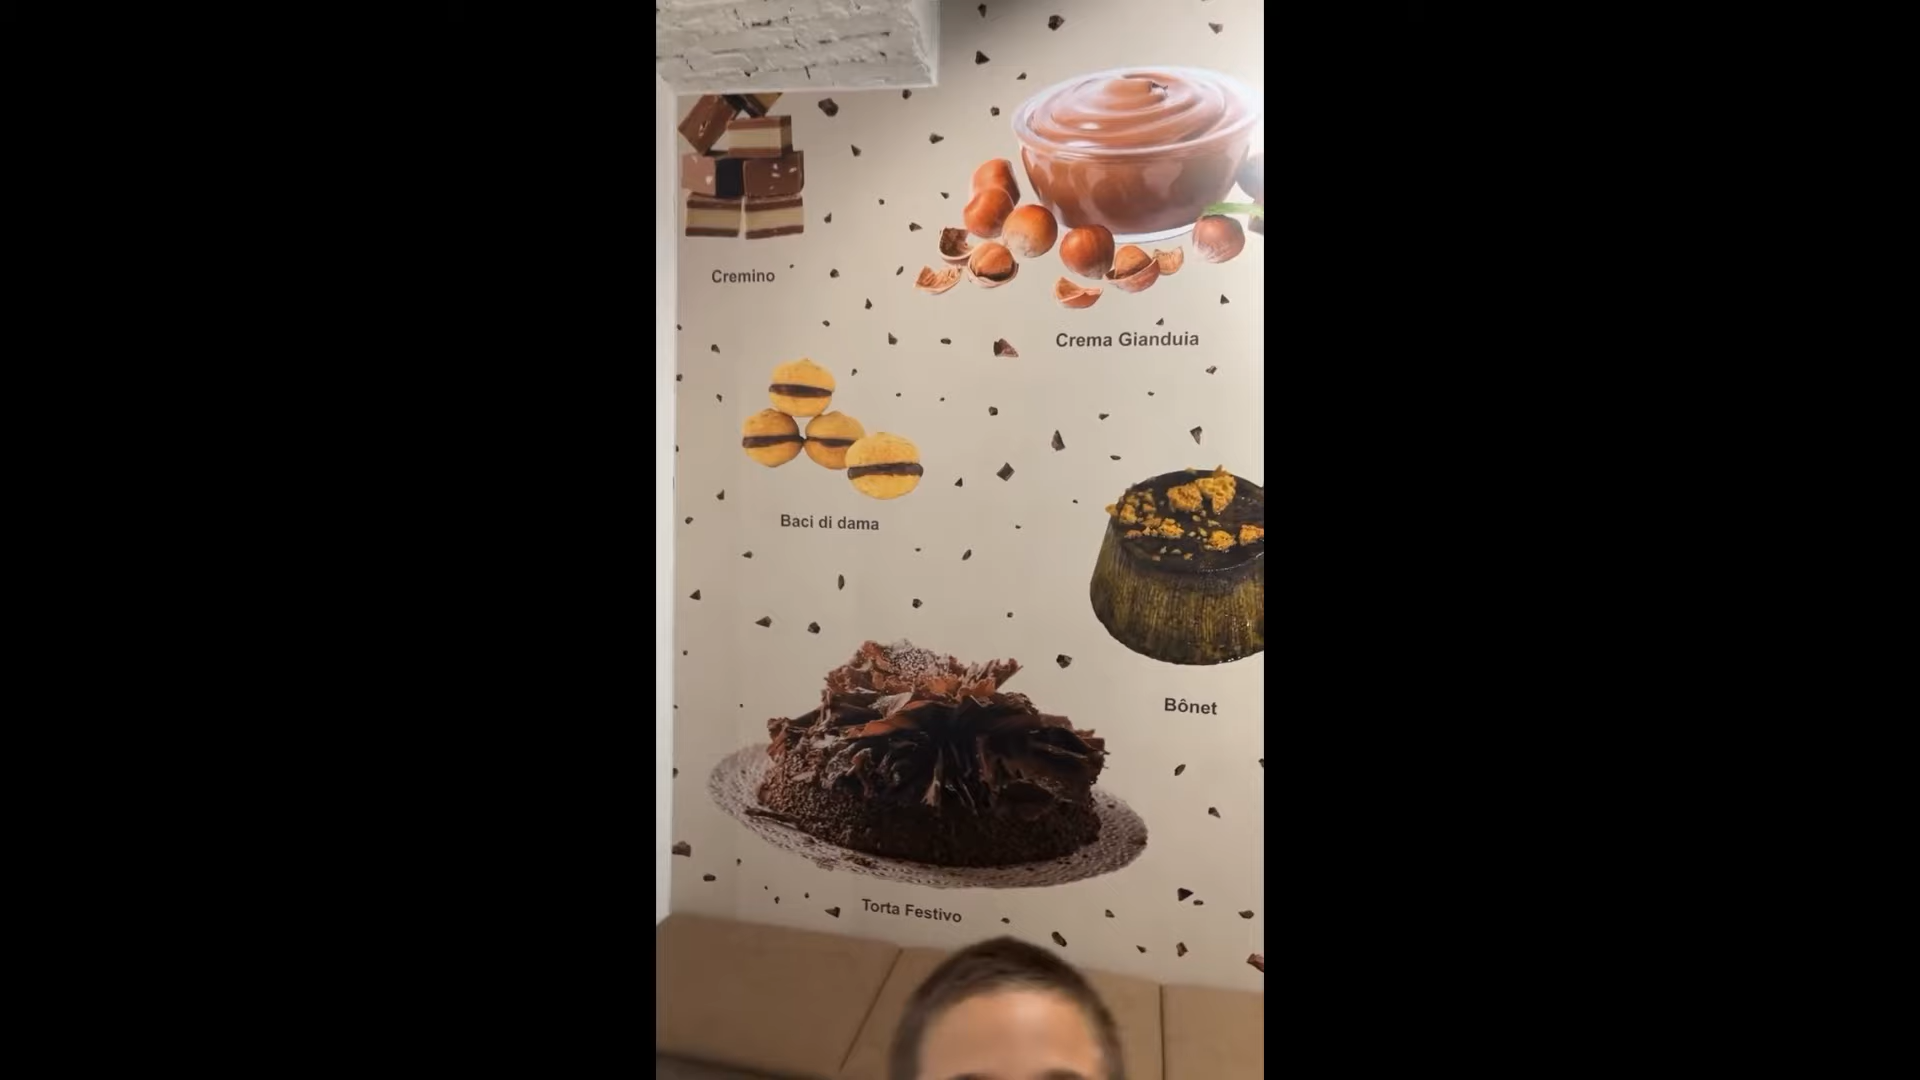 Cremino
Crema Gianduia
Baci di dama
Bônet
Torta Festivo